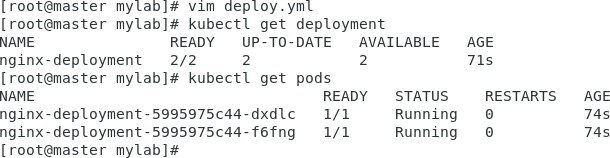 [root@master mylab]# vim deploy.yml
[root@master mylab]# kubectl get deployment
NAME READY UP-TO-DATE AVAILABLE AGE
nginx-deployment 2/2 2 2 71s
[root@master mylab]# kubectl get pods
NAME READY STATUS RESTARTS AGE
nginx-deployment-5995975c44-dxdlc 1/1 Running 0 74s
nginx-deployment-5995975c44-f6fng 1/1 Running 0 74s
[root@master mylab]#